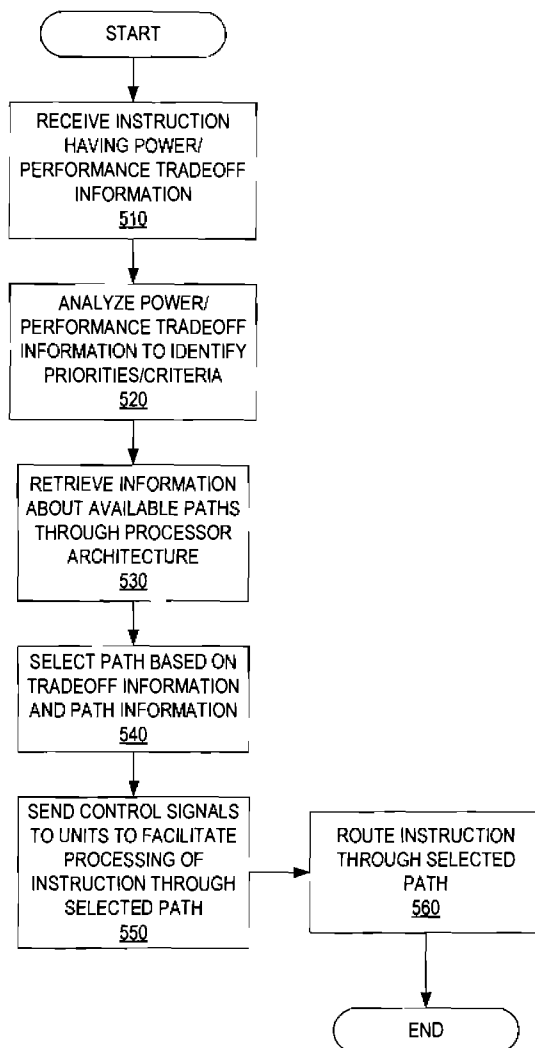 START
RECEIVE INSTRUCTION
HAVING POWER/
PERFORMANCE TRADEOFF
INFORMATION
510
ANALYZE POWER/
PERFORMANCE TRADEOFF
INFORMATION TO IDENTIFY
PRIORITIES/CRITERIA
520
RETRIEVE INFORMATION
ABOUT AVAILABLE PATHS
THROUGH PROCESSOR
ARCHITECTURE
530
SELECT PATH BASED ON
TRADEOFF INFORMATION
AND PATH INFORMATION
540
SEND CONTROL SIGNALS
TO UNITS TO FACILITATE
PROCESSING OF
INSTRUCTION THROUGH
SELECTED PATH
550
ROUTE INSTRUCTION
THROUGH SELECTED
PATH
560
END